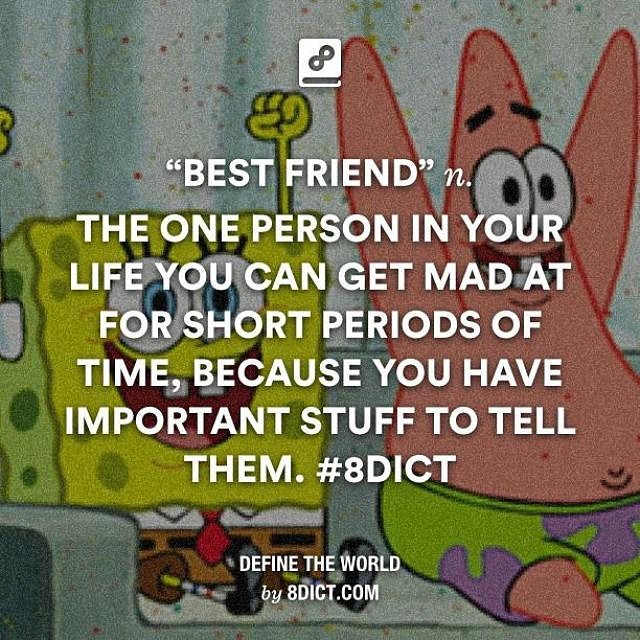 “BEST FRIEND” n.
THE ONE PERSON IN YOUR
LIFE YOU CAN GET MAD AT
FOR SHORT PERIODS OF
TIME, BECAUSE YOU HAVE
IMPORTANT STUFF TO TELL
THEM. #8DICT
DEFINE THE WORLD
by 8DICT.COM